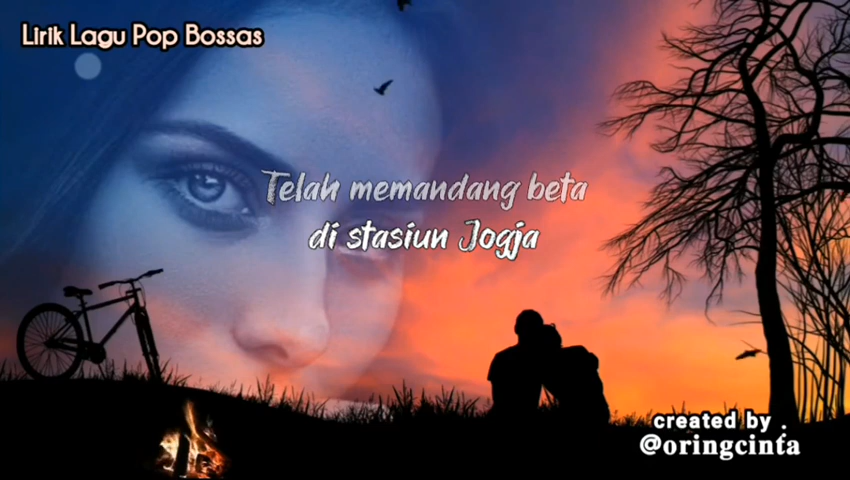 Lirik Lagu Pop Bossas
Telah memandang beta
di stasiun Jogja
created by .
@oringcinta